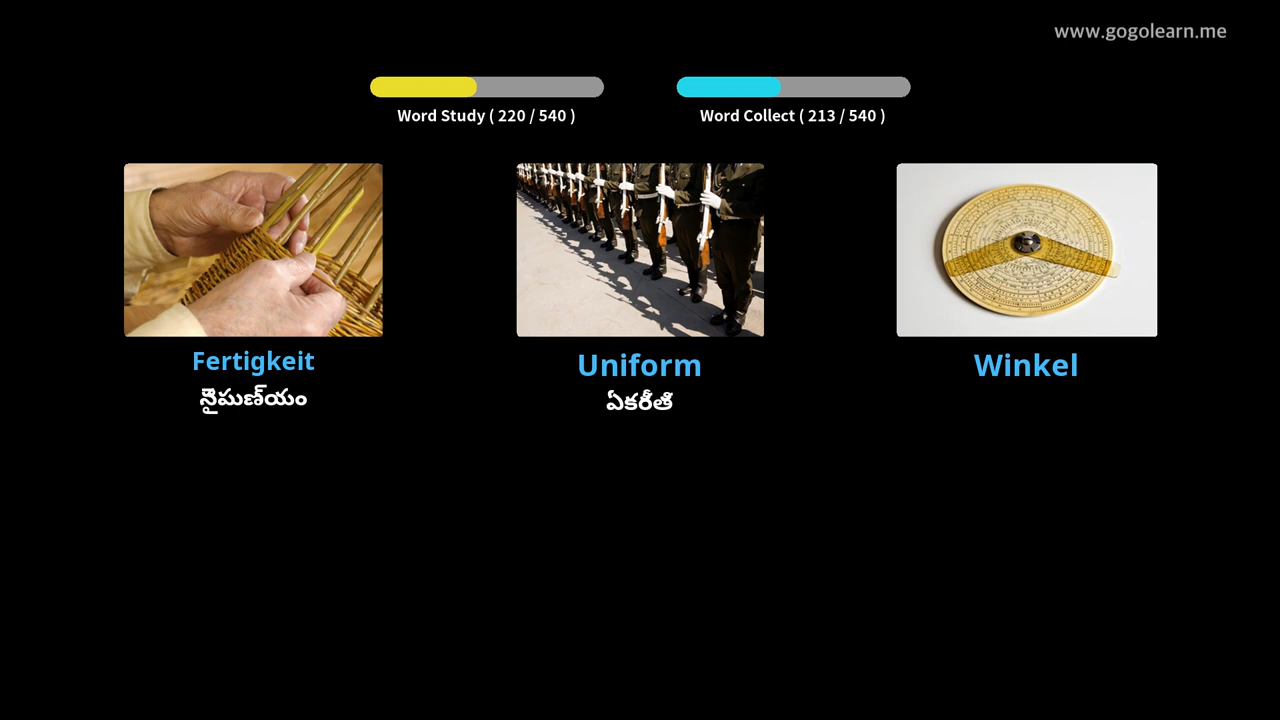 www.gogolearn.me
Word Study ( 220 / 540 )
Word Collect ( 213 / 540 )
Fertigkeit
నైపుణ్యం
Uniform
ఏకరీతి
Winkel